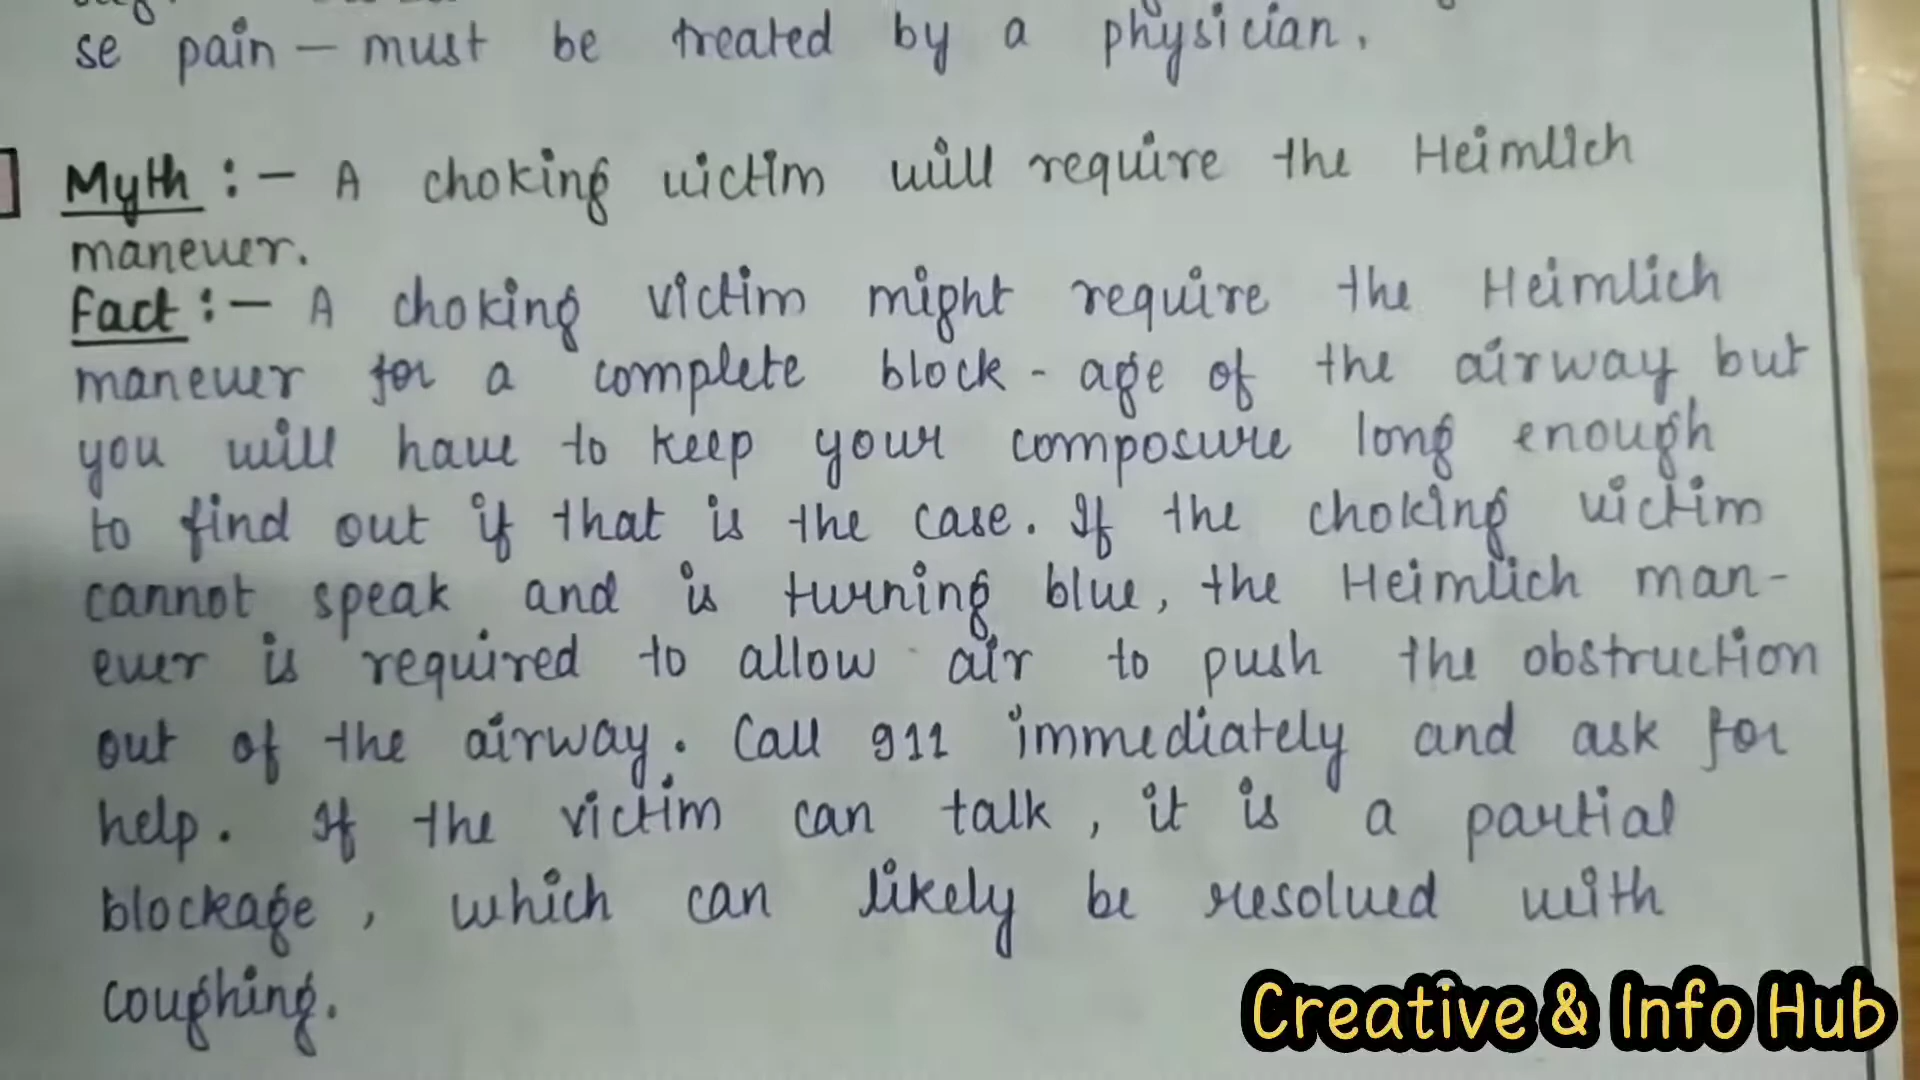 se pain – must be treated by a physician.
Myth :- A choking victim will require the Heimlich
maneuer.
Fact :- A choking victim might require the Heimlich
maneuer for a complete block - age of the airway but
you will have to keep your composure long enough
to find out if that is the case. If the choking victim
cannot speak and is turning blue, the Heimlich man-
euer is required to allow air to push the obstruction
out of the airway. Call 911 immediately and ask for
help. If the victim can talk, it is a partial
blockage, which can likely be resolved with
coughing.
Creative & Info Hub